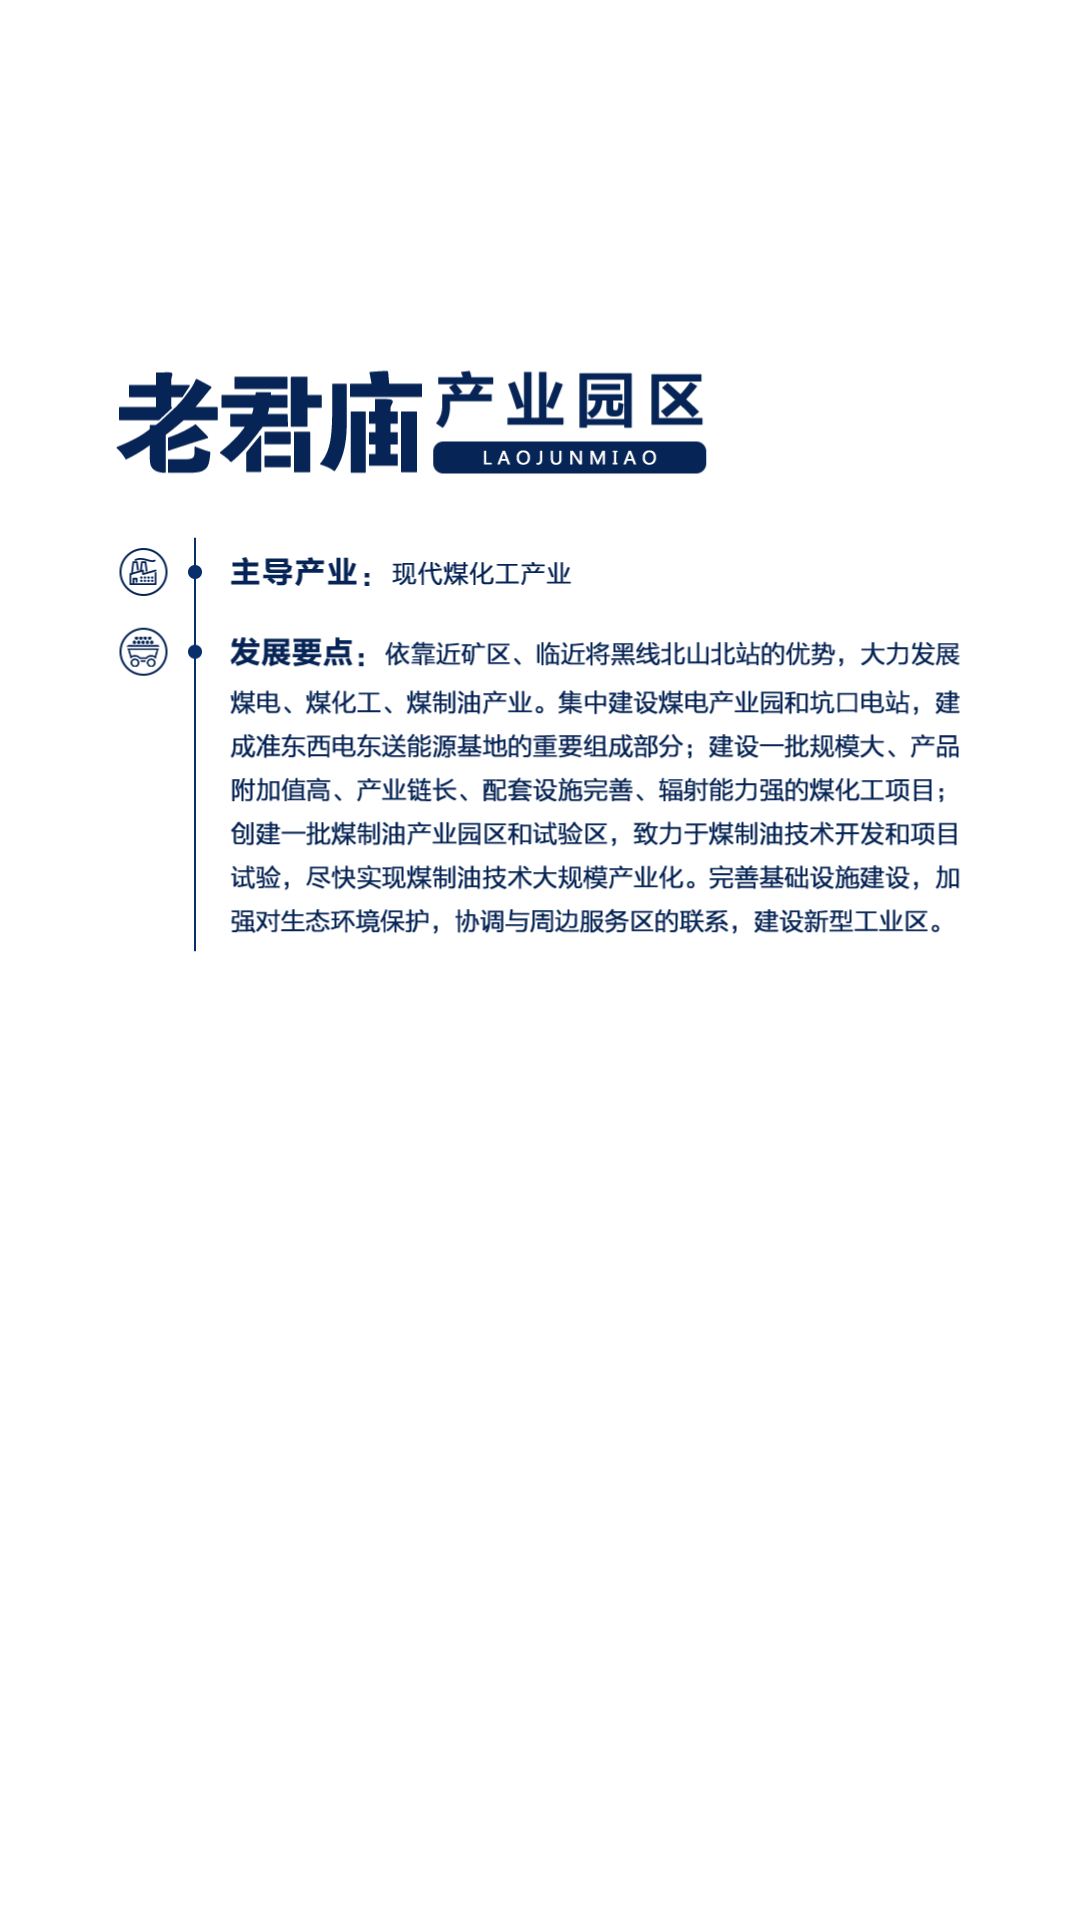 老君庙产业园区
LAOJUNMIAO
主导产业：现代煤化工产业
发展要点：依靠近矿区、临近将黑线北山北站的优势，大力发展
煤电、煤化工、煤制油产业。集中建设煤电产业园和坑口电站，建
成准东西电东送能源基地的重要组成部分；建设一批规模大、产品
附加值高、产业链长、配套设施完善、辐射能力强的煤化工项目；
创建一批煤制油产业园区和试验区，致力于煤制油技术开发和项目
试验，尽快实现煤制油技术大规模产业化。完善基础设施建设，加
强对生态环境保护，协调与周边服务区的联系，建设新型工业区。